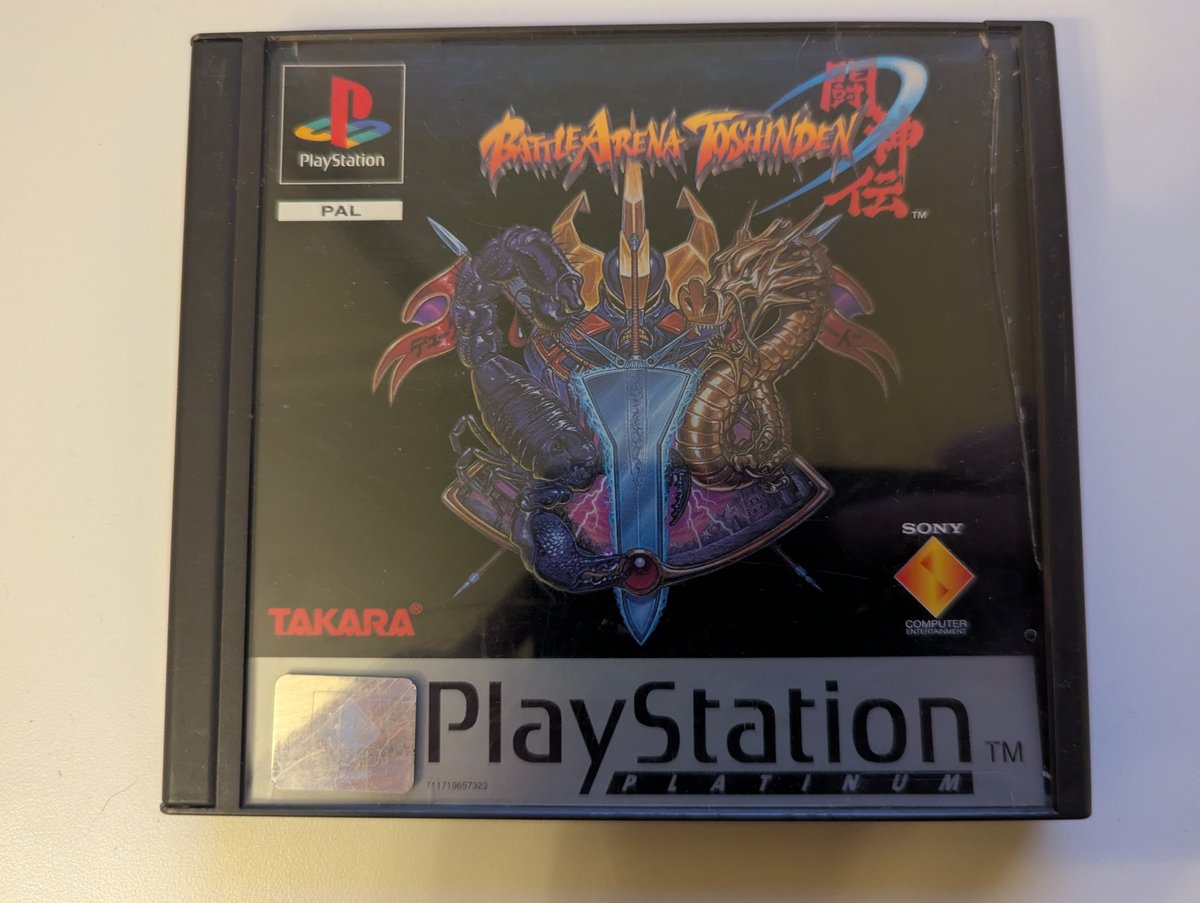 PlayStation
PAL
BATTLE ARENA TOSHINDEN
闘神伝
TM
TAKARA®
SONY
COMPUTER
ENTERTAINMENT
PlayStation TM
PLATINUM
711719657323